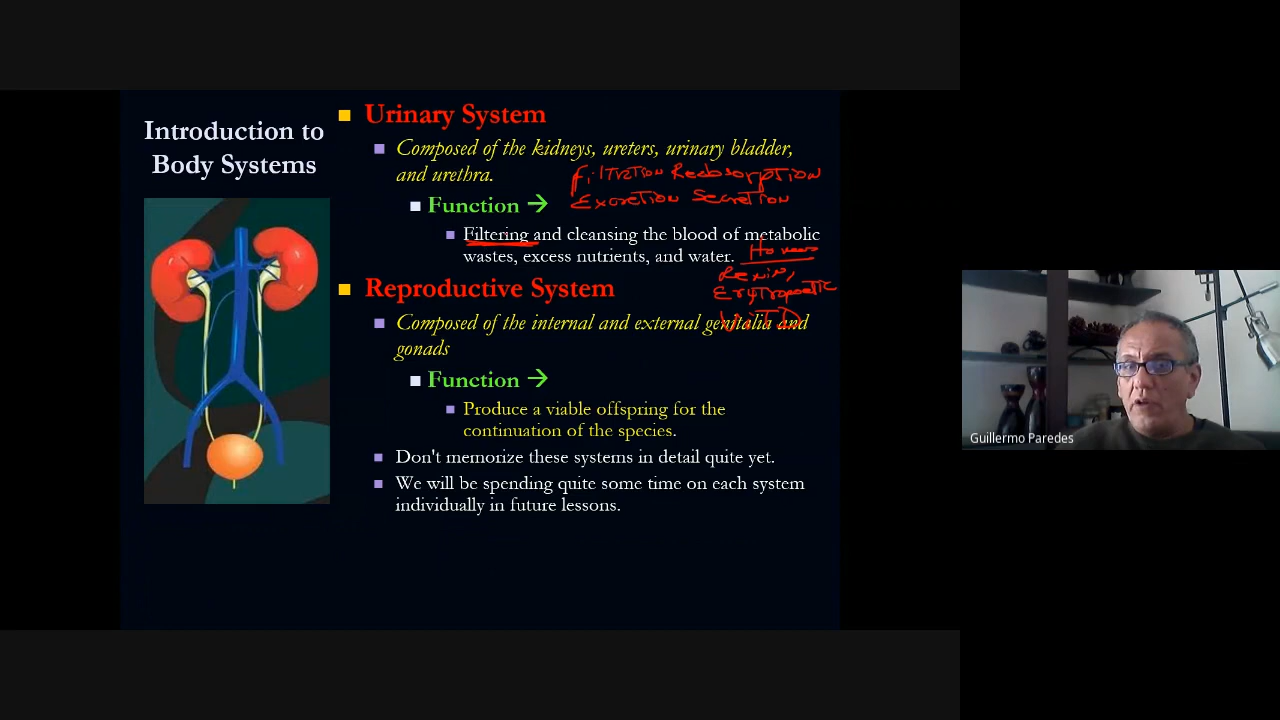 Introduction to
Body Systems
Urinary System
Composed of the kidneys, ureters, urinary bladder,
and urethra.
Filtration Reabsorption
Function →
Excretion Secretion
Filtering and cleansing the blood of metabolic
wastes, excess nutrients, and water.
Renin,
Reproductive System
Vit D
Composed of the internal and external genitalia and
gonads
Function →
Produce a viable offspring for the
continuation of the species.
Don't memorize these systems in detail quite yet.
We will be spending quite some time on each system
individually in future lessons.
Guillermo Paredes